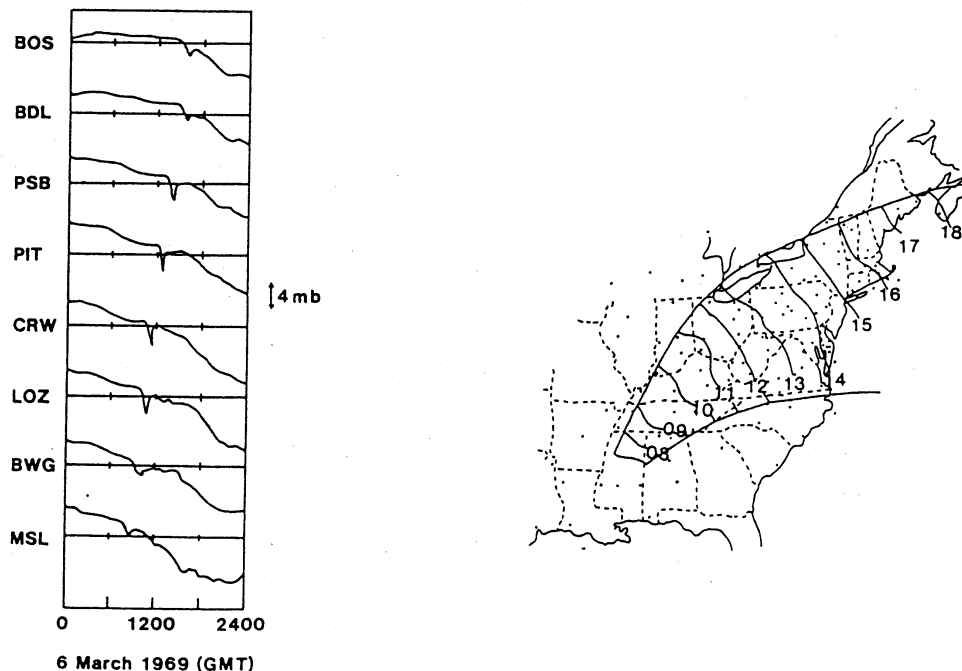 BOS
BDL
PSB
PIT
4 mb
CRW
LOZ
BWG
MSL
0 1200 2400
6 March 1969 (GMT)
18
17
16
15
4
13
12
11
10
09
08